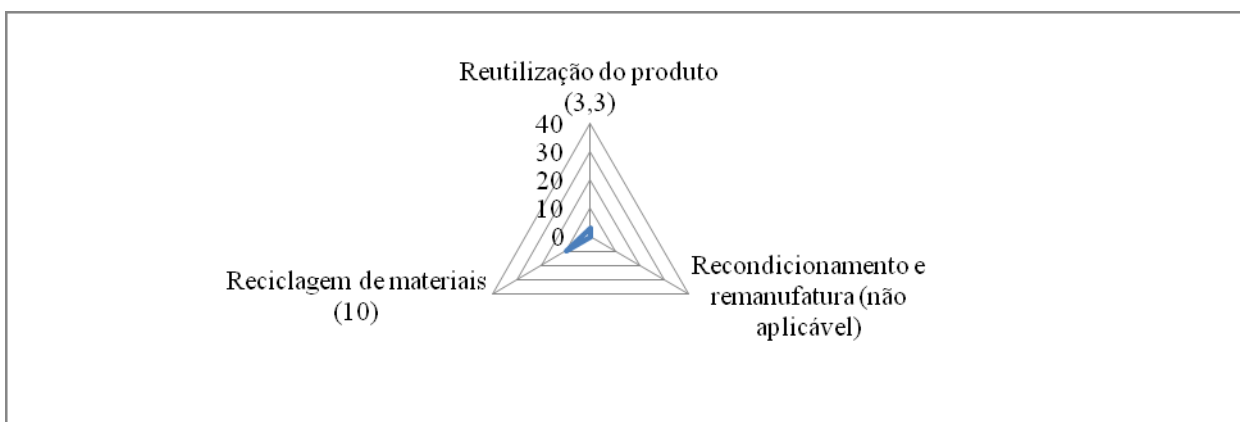 Reutilização do produto
(3,3)
40
30
20
10
0
Reciclagem de materiais
(10)
Recondicionamento e
remanufatura (não
aplicável)